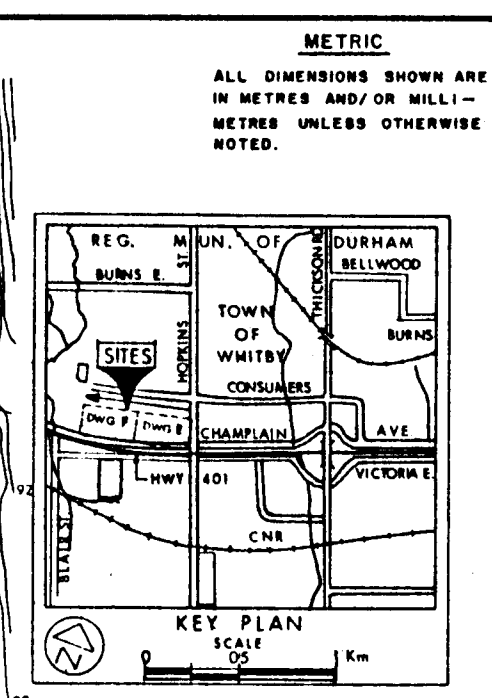 METRIC
ALL DIMENSIONS SHOWN ARE
IN METRES AND/OR MILLI-
METRES UNLESS OTHERWISE
NOTED.
REG. MUN. OF DURHAM
BURNS E.
HOPKINS ST
THICKSON RD
BELLWOOD
TOWN
OF
WHITBY
BURNS
SITES
CONSUMERS
DWG F
DWG E
CHAMPLAIN AVE
HWY 401
VICTORIA E.
92
BLAIR ST.
CNR
KEY PLAN
SCALE
0 0.5 1 Km
N